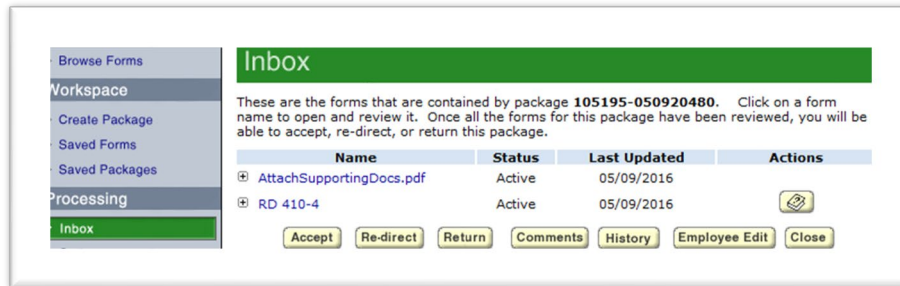 Browse Forms
Workspace
Create Package
Saved Forms
Saved Packages
Processing
Inbox
Inbox
These are the forms that are contained by package 105195-050920480. Click on a form
name to open and review it. Once all the forms for this package have been reviewed, you will be
able to accept, re-direct, or return this package.
Name Status Last Updated Actions
AttachSupportingDocs.pdf Active 05/09/2016
RD 410-4 Active 05/09/2016
Accept Re-direct Return Comments History Employee Edit Close